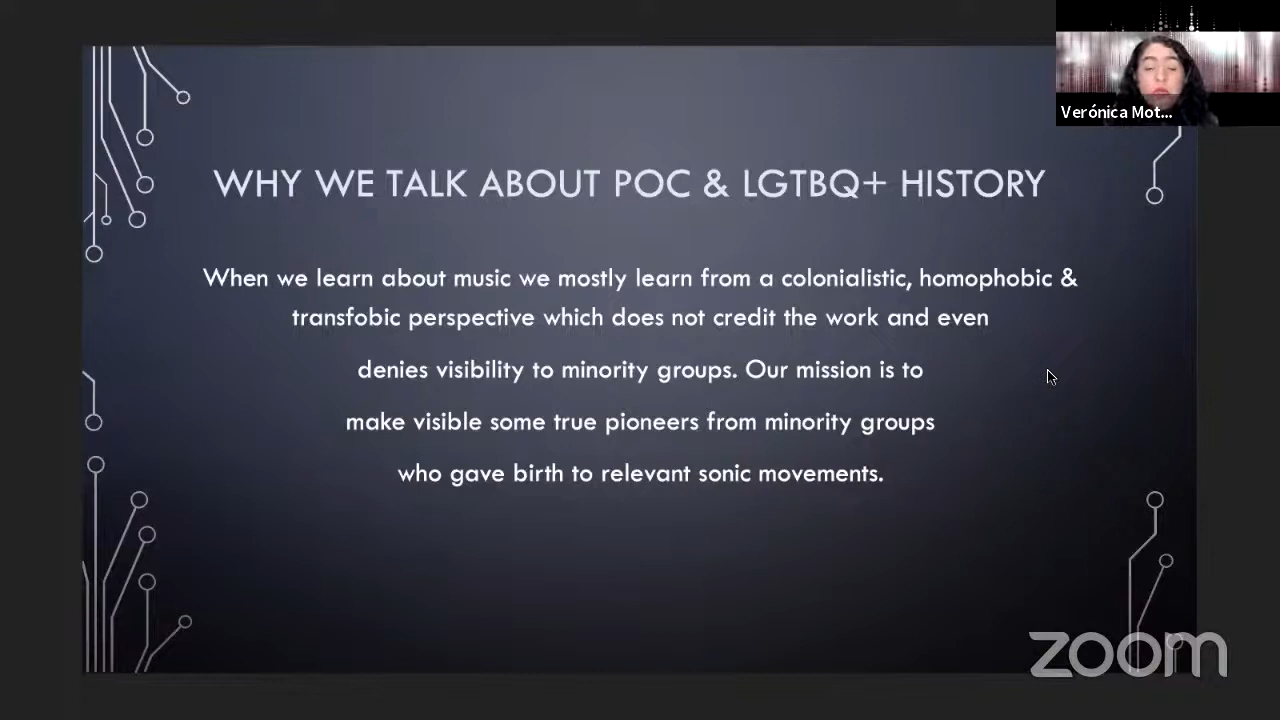 Verónica Mot...
WHY WE TALK ABOUT POC & LGTBQ+ HISTORY
When we learn about music we mostly learn from a colonialistic, homophobic &
transfobic perspective which does not credit the work and even
denies visibility to minority groups. Our mission is to
make visible some true pioneers from minority groups
who gave birth to relevant sonic movements.
zoom